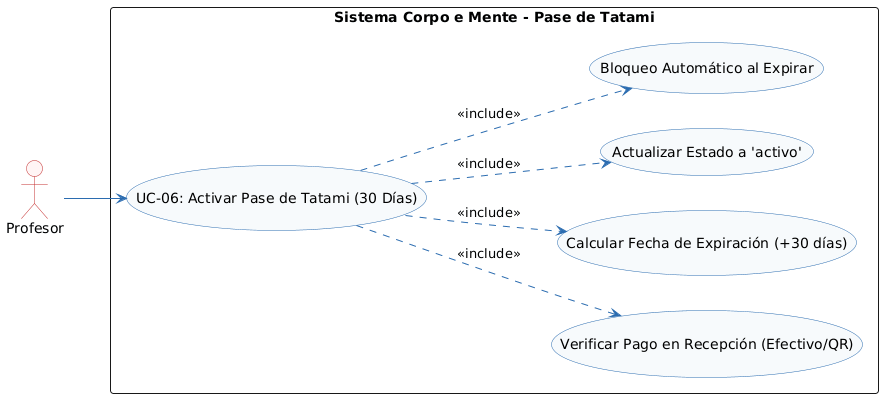 Sistema Corpo e Mente - Pase de Tatami
Bloqueo Automático al Expirar
«include»
Actualizar Estado a 'activo'
«include»
UC-06: Activar Pase de Tatami (30 Días)
Profesor
«include»
Calcular Fecha de Expiración (+30 días)
«include»
Verificar Pago en Recepción (Efectivo/QR)